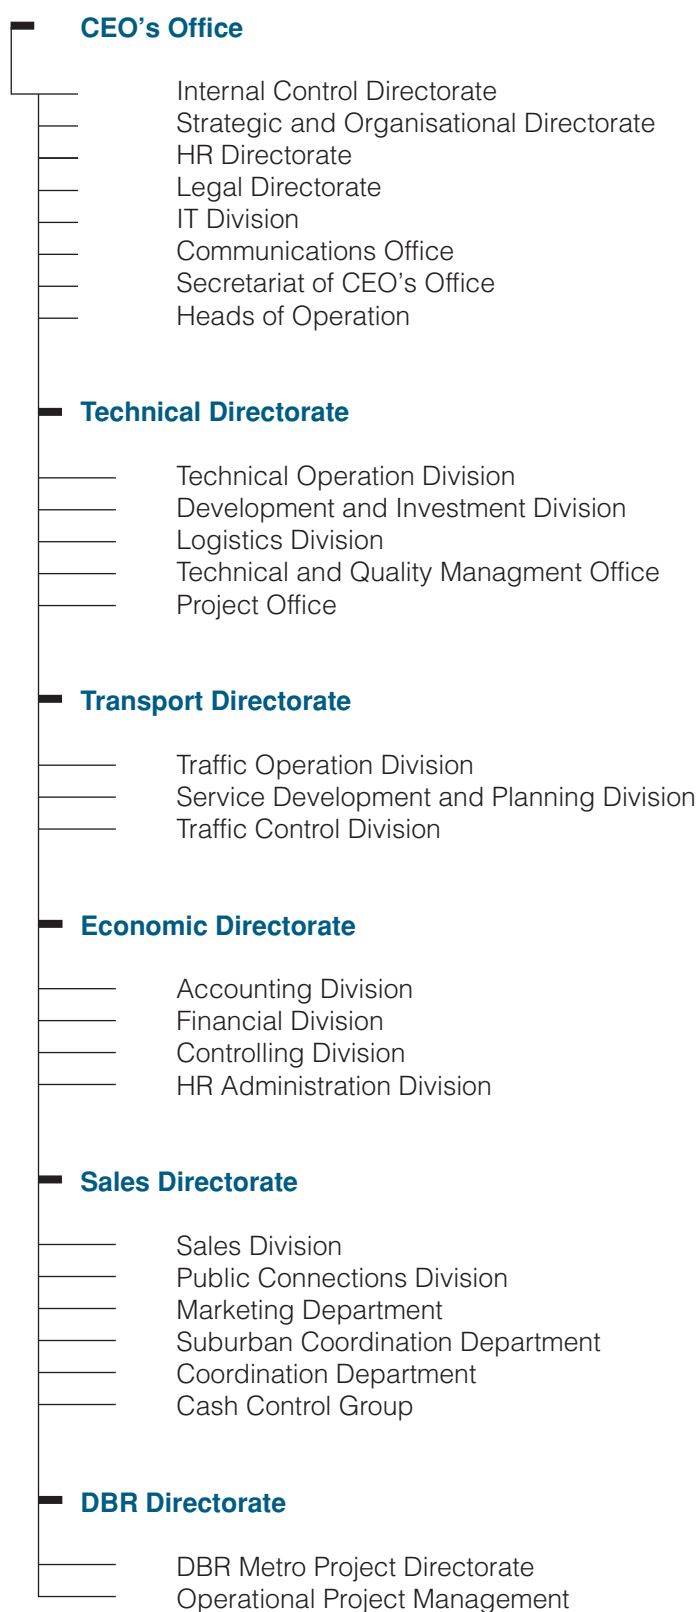 CEO’s Office
Internal Control Directorate
Strategic and Organisational Directorate
HR Directorate
Legal Directorate
IT Division
Communications Office
Secretariat of CEO’s Office
Heads of Operation
Technical Directorate
Technical Operation Division
Development and Investment Division
Logistics Division
Technical and Quality Managment Office
Project Office
Transport Directorate
Traffic Operation Division
Service Development and Planning Division
Traffic Control Division
Economic Directorate
Accounting Division
Financial Division
Controlling Division
HR Administration Division
Sales Directorate
Sales Division
Public Connections Division
Marketing Department
Suburban Coordination Department
Coordination Department
Cash Control Group
DBR Directorate
DBR Metro Project Directorate
Operational Project Management